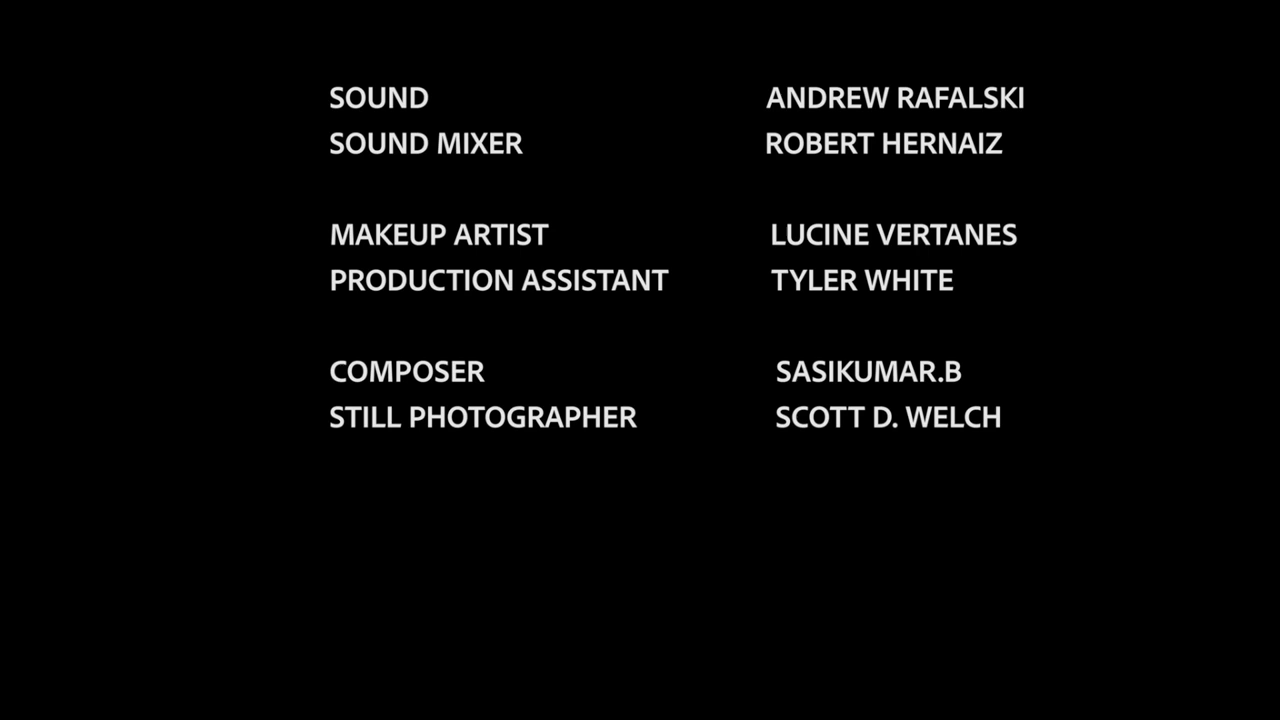 SOUND ANDREW RAFALSKI
SOUND MIXER ROBERT HERNAIZ
MAKEUP ARTIST LUCINE VERTANES
PRODUCTION ASSISTANT TYLER WHITE
COMPOSER SASIKUMAR.B
STILL PHOTOGRAPHER SCOTT D. WELCH